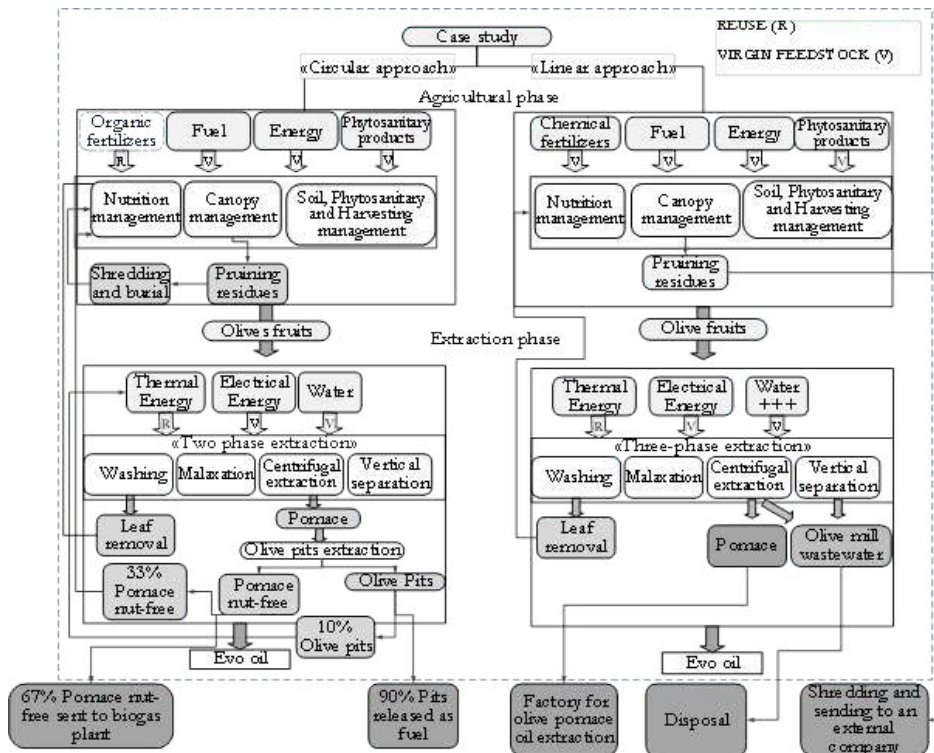 REUSE (R)
VIRGIN FEEDSTOCK (V)
Case study
«Circular approach»
«Linear approach»
Agricultural phase
Organic
fertilizers
Fuel
Energy
Phytosanitary
products
R
V
V
V
Nutrition
management
Canopy
management
Soil, Phytosanitary
and Harvesting
management
Shredding
and burial
Pruining
residues
Olives fruits
Chemical
fertilizers
Fuel
Energy
Phytosanitary
products
V
V
V
V
Nutrition
management
Canopy
management
Soil, Phytosanitary
and Harvesting
management
Pruining
residues
Olive fruits
Extraction phase
Thermal
Energy
Electrical
Energy
Water
R
V
V
«Two phase extraction»
Washing
Malaxation
Centrifugal
extraction
Vertical
separation
Leaf
removal
Pomace
Olive pits extraction
33%
Pomace
nut-free
Pomace
nut-free
Olive Pits
10%
Olive pits
Evo oil
Thermal
Energy
Electrical
Energy
Water
+++
R
V
V
«Three-phase extraction»
Washing
Malaxation
Centrifugal
extraction
Vertical
separation
Leaf
removal
Pomace
Olive mill
wastewater
Evo oil
67% Pomace nut-
free sent to biogas
plant
90% Pits
released as
fuel
Factory for
olive pomace
oil extraction
Disposal
Shredding and
sending to an
external
company